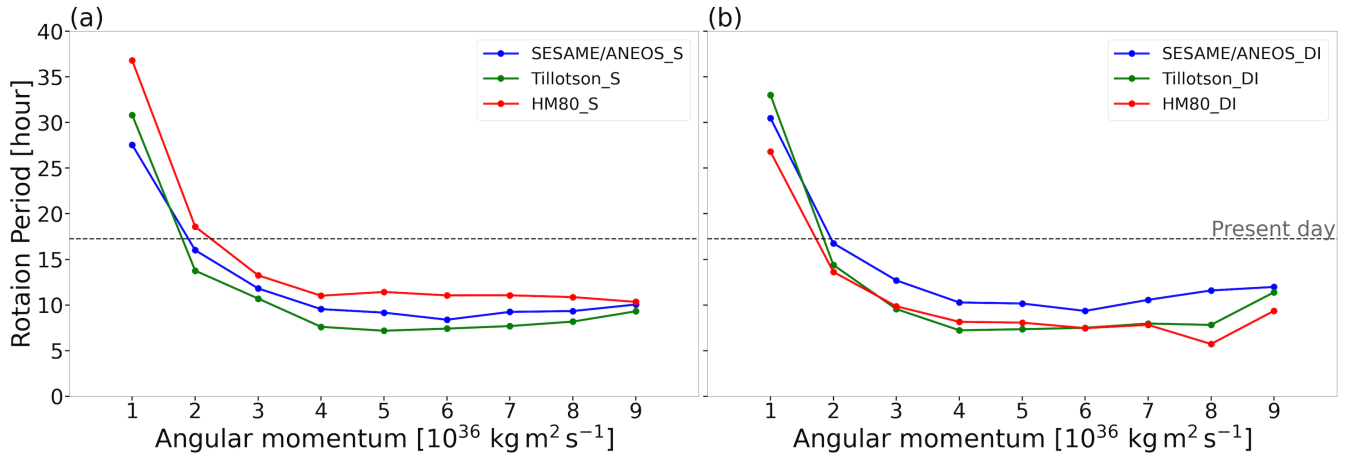 (a)
(b)
SESAME/ANEOS_S
Tillotson_S
HM80_S
SESAME/ANEOS_DI
Tillotson_DI
HM80_DI
Rotaion Period [hour]
40
35
30
25
20
15
10
5
0
Present day
1 2 3 4 5 6 7 8 9
1 2 3 4 5 6 7 8 9
Angular momentum [10³⁶ kg m² s⁻¹]
Angular momentum [10³⁶ kg m² s⁻¹]